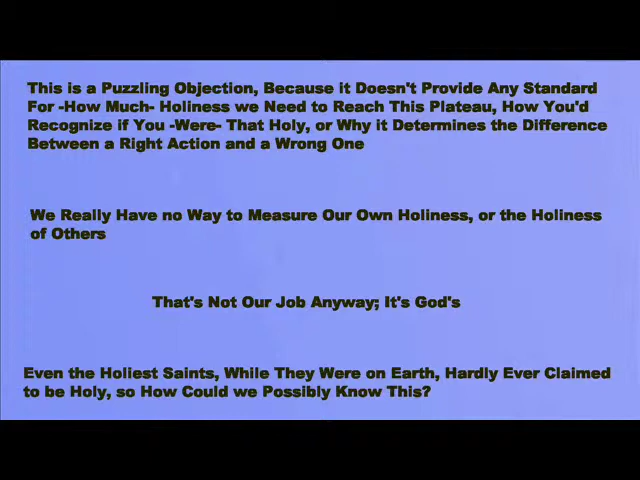 This is a Puzzling Objection, Because it Doesn't Provide Any Standard
For -How Much- Holiness we Need to Reach This Plateau, How You'd
Recognize if You -Were- That Holy, or Why it Determines the Difference
Between a Right Action and a Wrong One
We Really Have no Way to Measure Our Own Holiness, or the Holiness
of Others
That's Not Our Job Anyway; It's God's
Even the Holiest Saints, While They Were on Earth, Hardly Ever Claimed
to be Holy, so How Could we Possibly Know This?